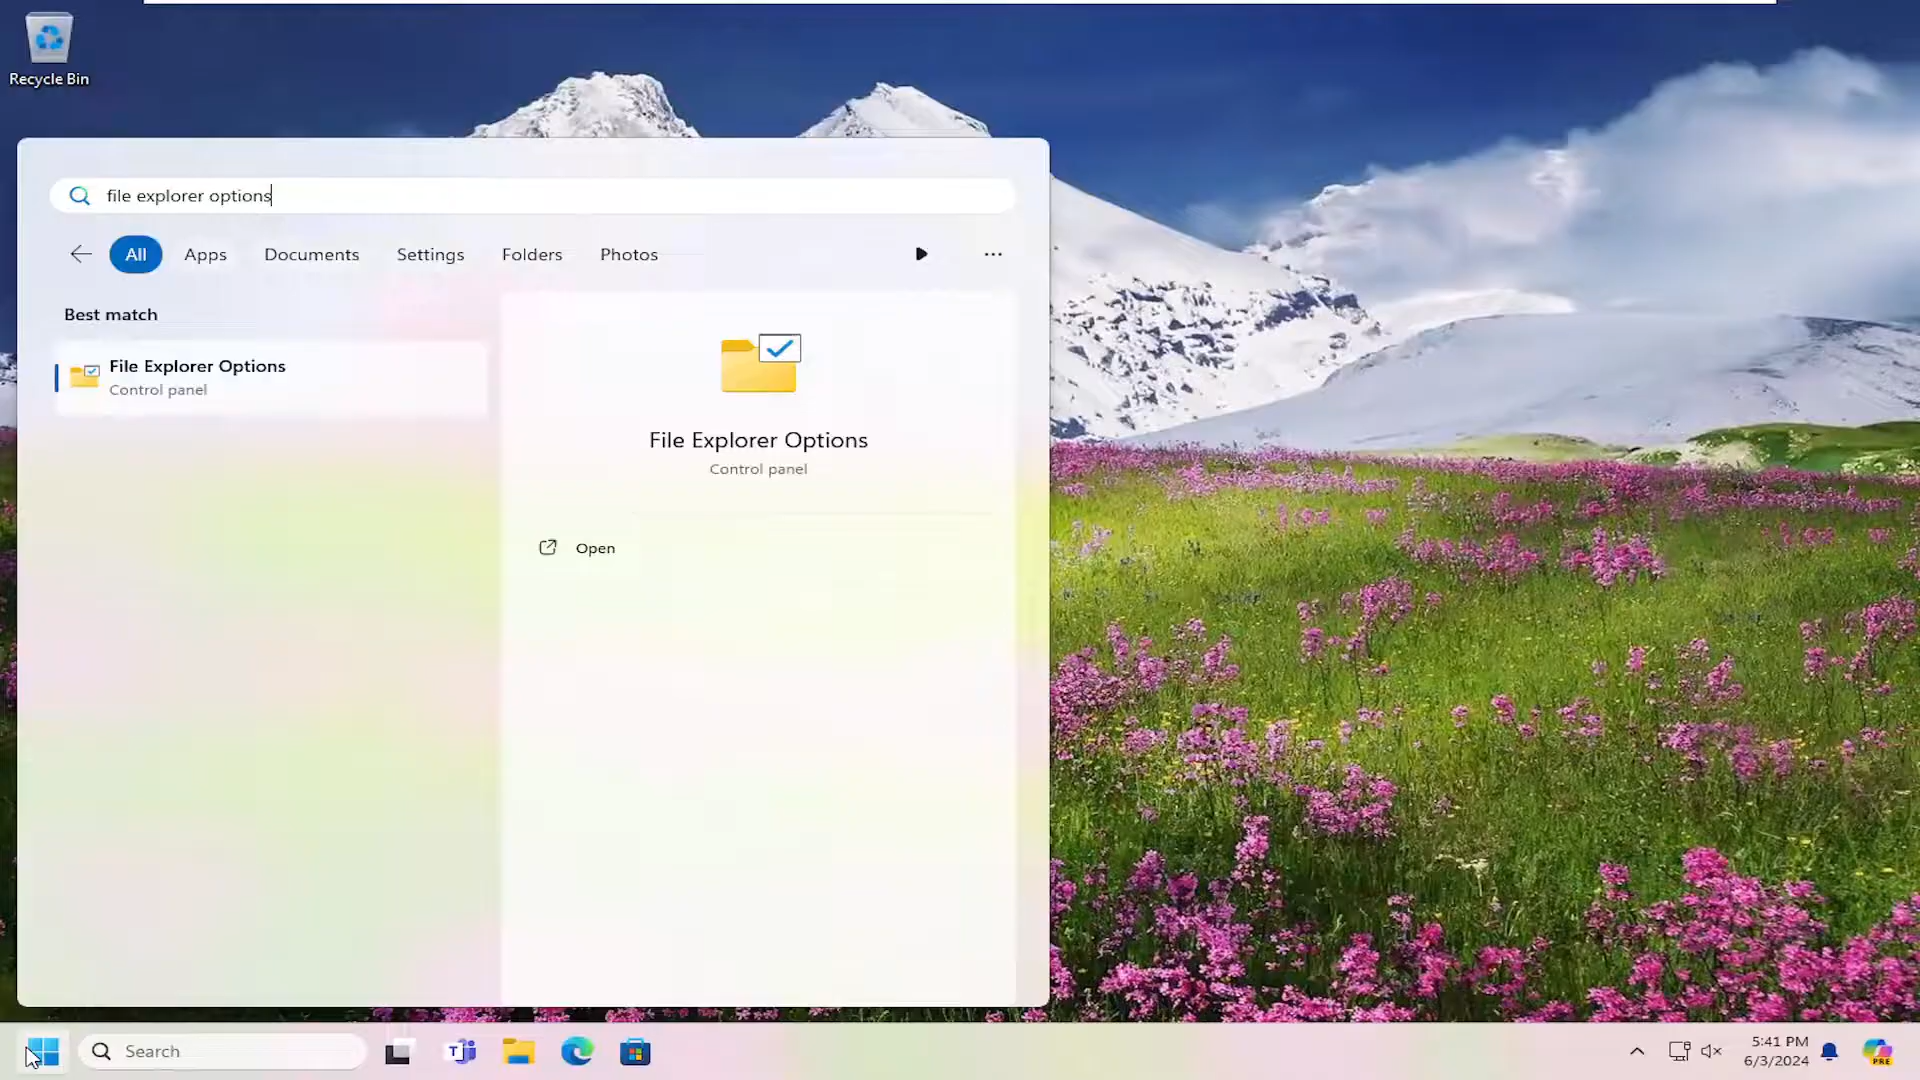 Recycle Bin
file explorer options
All Apps Documents Settings Folders Photos
Best match
File Explorer Options
Control panel
File Explorer Options
Control panel
Open
Search
T
5:41 PM
6/3/2024
PRE